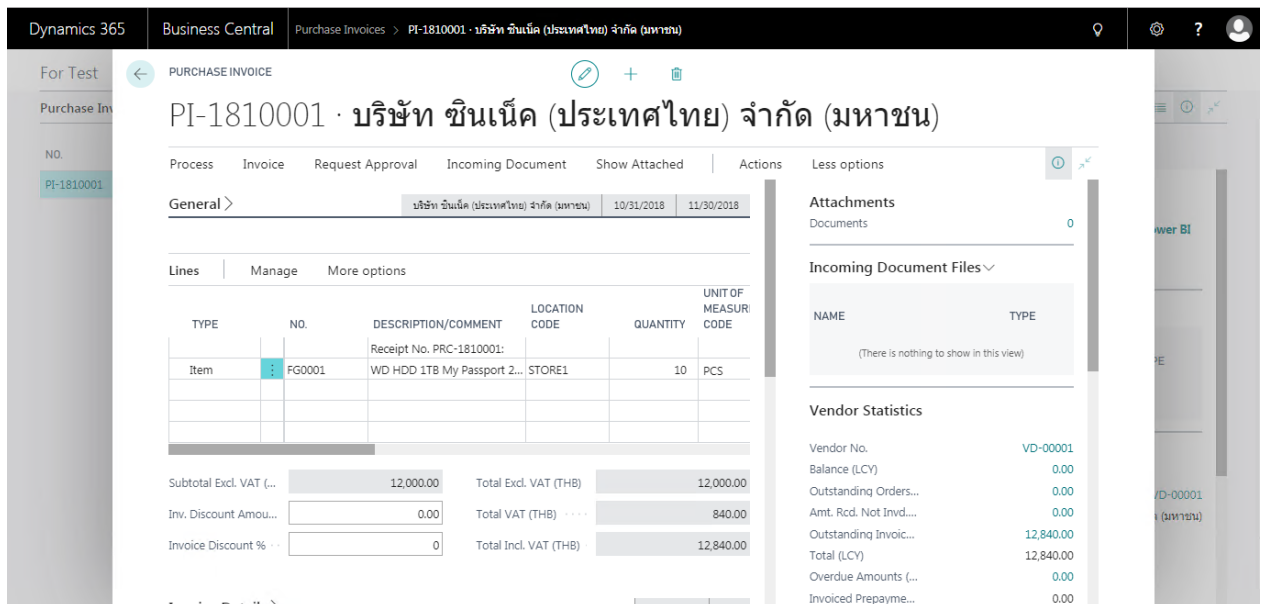 Dynamics 365 Business Central Purchase Invoices > PI-1810001 · บริษัท ซินเน็ค (ประเทศไทย) จำกัด (มหาชน) ?
For Test
PURCHASE INVOICE
Purchase Inv
PI-1810001 · บริษัท ซินเน็ค (ประเทศไทย) จำกัด (มหาชน)
NO.
PI-1810001
Process Invoice Request Approval Incoming Document Show Attached Actions Less options
General > บริษัท ซินเน็ค (ประเทศไทย) จำกัด (มหาชน) 10/31/2018 11/30/2018
Lines Manage More options
TYPE NO. DESCRIPTION/COMMENT LOCATION CODE QUANTITY UNIT OF MEASUR CODE
Receipt No. PRC-1810001:
Item FG0001 WD HDD 1TB My Passport 2... STORE1 10 PCS
Subtotal Excl. VAT (... 12,000.00 Total Excl. VAT (THB) 12,000.00
Inv. Discount Amou... 0.00 Total VAT (THB) 840.00
Invoice Discount % 0 Total Incl. VAT (THB) 12,840.00
Attachments
Documents 0
Incoming Document Files
NAME TYPE
(There is nothing to show in this view)
Vendor Statistics
Vendor No. VD-00001
Balance (LCY) 0.00
Outstanding Orders... 0.00
Amt. Rcd. Not Invd.... 0.00
Outstanding Invoic... 12,840.00
Total (LCY) 12,840.00
Overdue Amounts (... 0.00
Invoiced Prepayme... 0.00
ower BI
PE
VD-00001
(มหาชน)